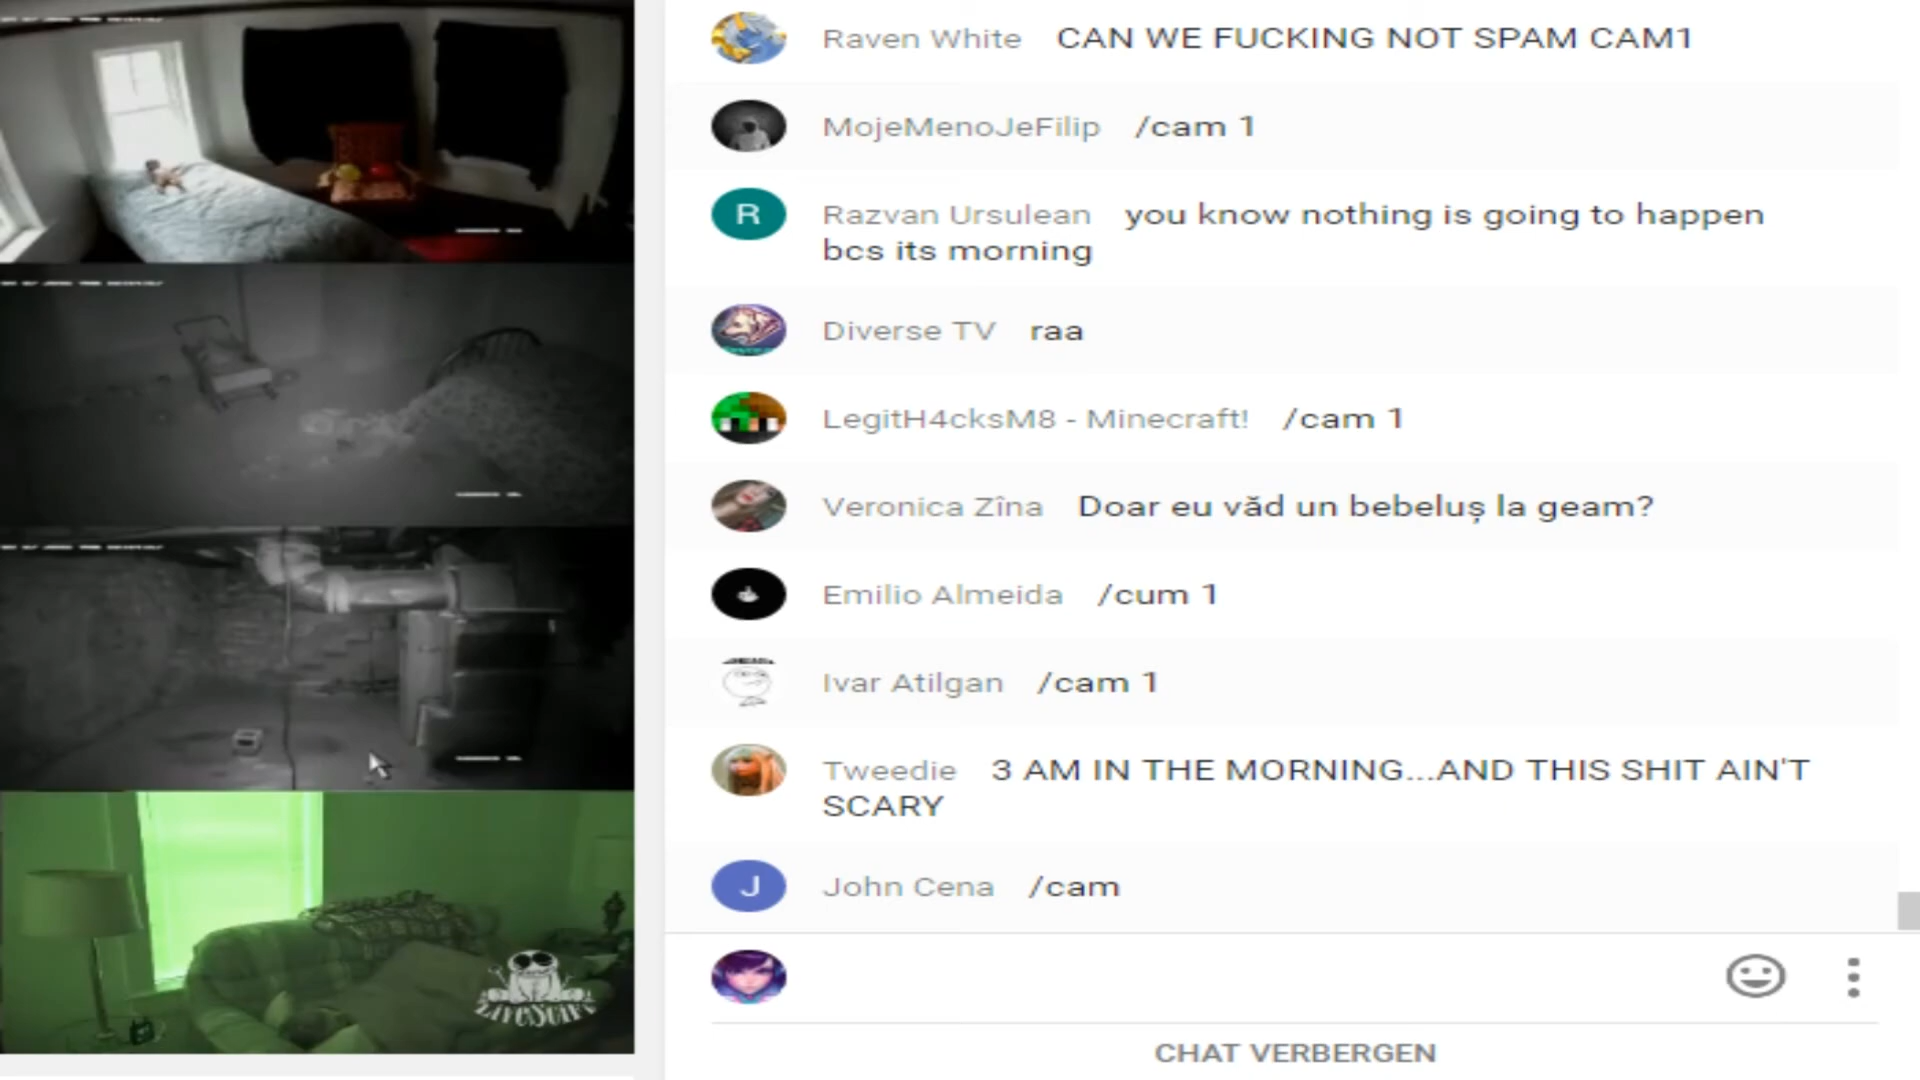 Raven White CAN WE FUCKING NOT SPAM CAM1
MojeMenoJeFilip /cam 1
R Razvan Ursulean you know nothing is going to happen
bcs its morning
Diverse TV raa
LegitH4cksM8 - Minecraft! /cam 1
Veronica Zîna Doar eu văd un bebeluș la geam?
Emilio Almeida /cum 1
Ivar Atilgan /cam 1
Tweedie 3 AM IN THE MORNING...AND THIS SHIT AIN'T
SCARY
J John Cena /cam
CHAT VERBERGEN